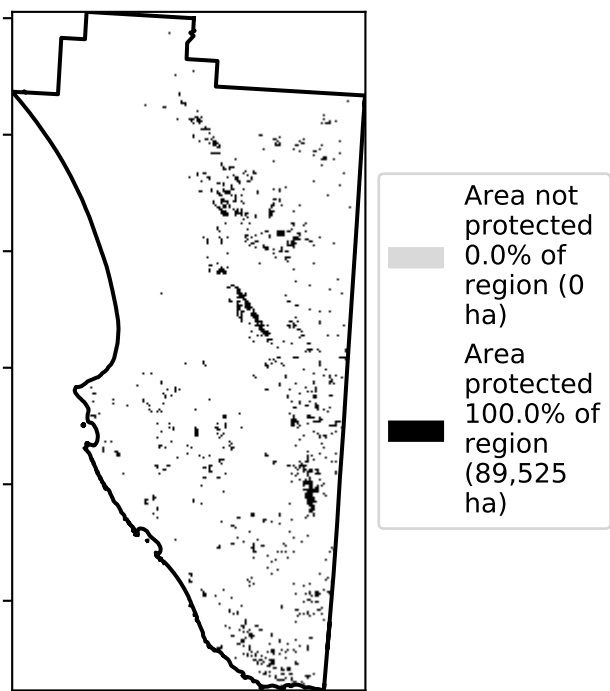 Area not
protected
0.0% of
region (0
ha)
Area
protected
100.0% of
region
(89,525
ha)